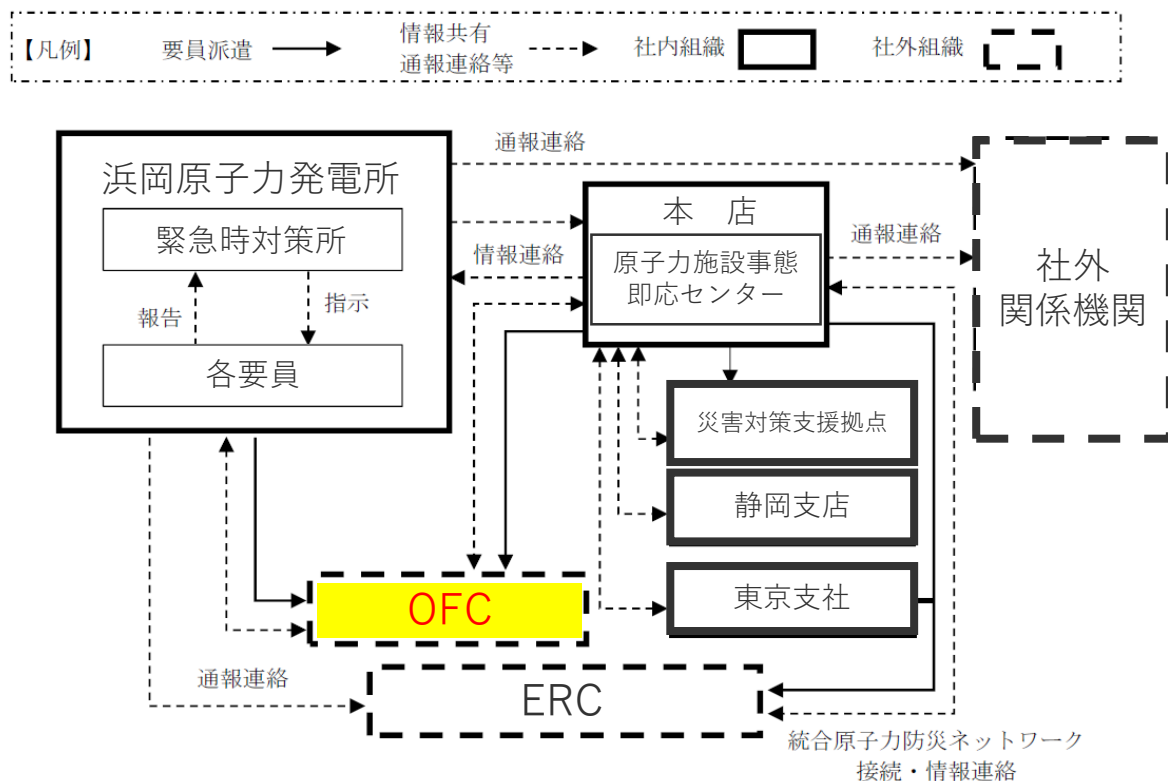 【凡例】
要員派遣
情報共有
通報連絡等
社内組織
社外組織
通報連絡
浜岡原子力発電所
緊急時対策所
報告
指示
各要員
情報連絡
本 店
原子力施設事態
即応センター
通報連絡
社外
関係機関
災害対策支援拠点
静岡支店
東京支社
OFC
通報連絡
ERC
統合原子力防災ネットワーク
接続・情報連絡